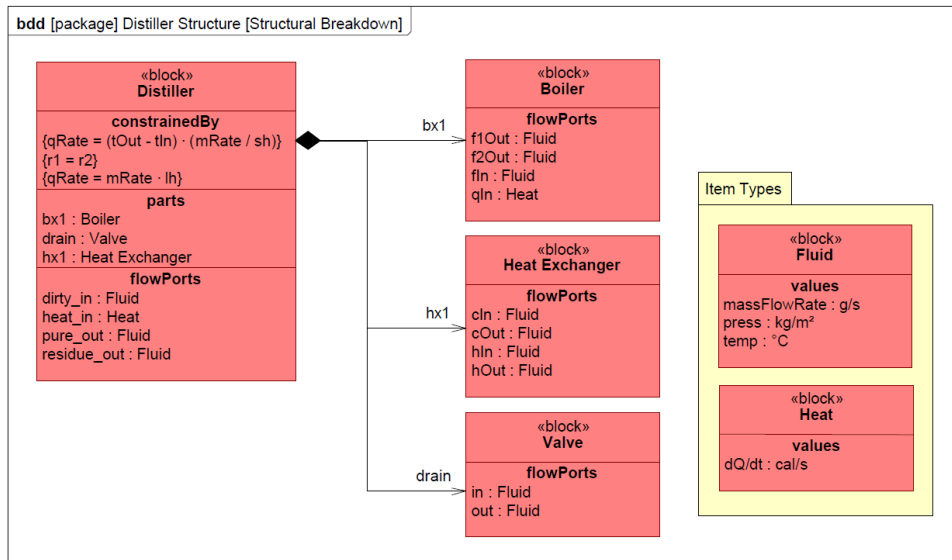 bdd [package] Distiller Structure [Structural Breakdown]
«block»
Distiller
constrainedBy
{qRate = (tOut - tIn) · (mRate / sh)}
{r1 = r2}
{qRate = mRate · lh}
parts
bx1 : Boiler
drain : Valve
hx1 : Heat Exchanger
flowPorts
dirty_in : Fluid
heat_in : Heat
pure_out : Fluid
residue_out : Fluid
bx1
hx1
drain
«block»
Boiler
flowPorts
f1Out : Fluid
f2Out : Fluid
fIn : Fluid
qIn : Heat
«block»
Heat Exchanger
flowPorts
cIn : Fluid
cOut : Fluid
hIn : Fluid
hOut : Fluid
«block»
Valve
flowPorts
in : Fluid
out : Fluid
Item Types
«block»
Fluid
values
massFlowRate : g/s
press : kg/m²
temp : °C
«block»
Heat
values
dQ/dt : cal/s